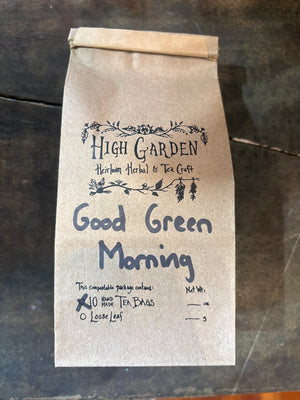 HIGH GARDEN
Heirloom Herbal & Tea Craft
Good Green
Morning
This compostable package contains: Net Wt.
10 HAND MADE TEA BAGS oz
Loose Leaf g